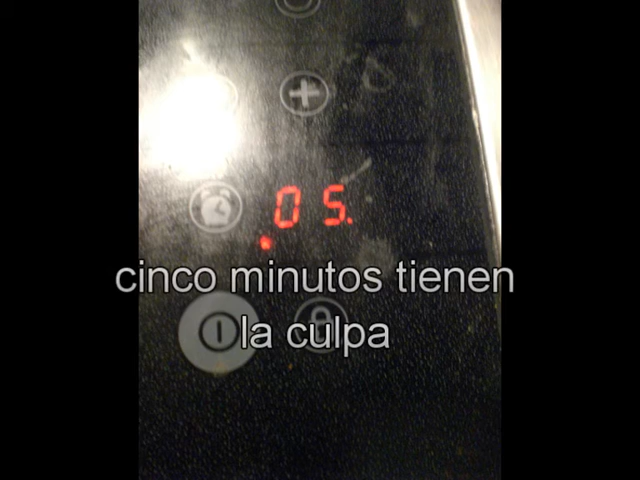 05.
cinco minutos tienen
la culpa